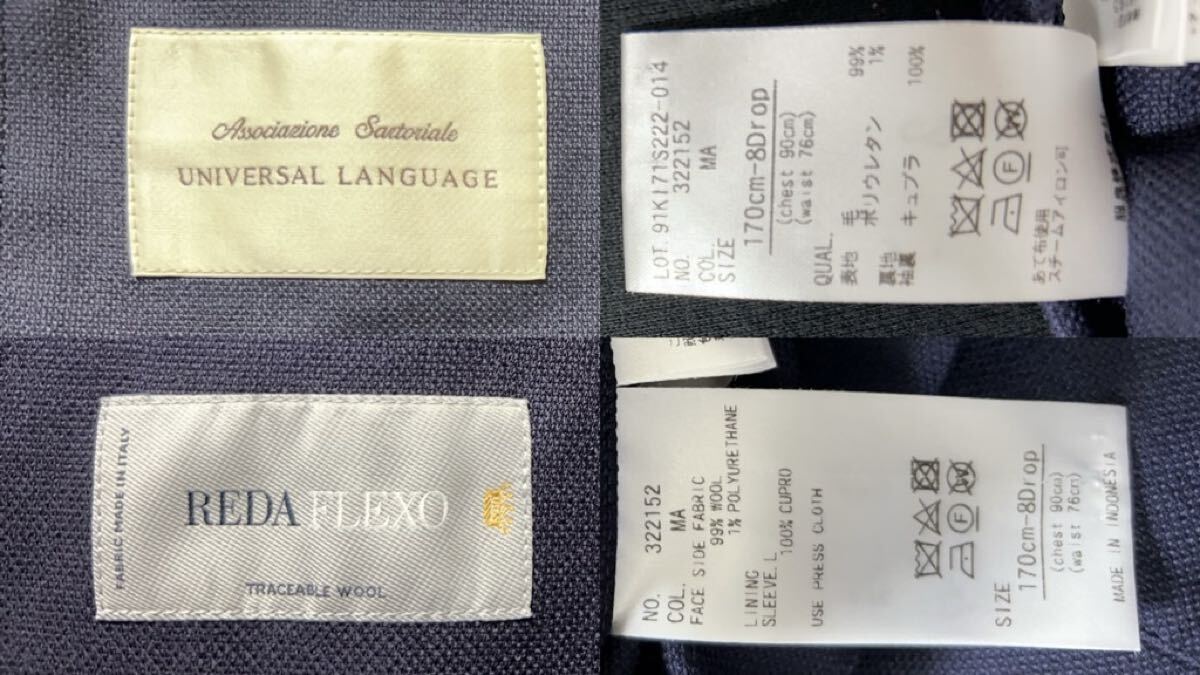 Associazione Sartoriale
UNIVERSAL LANGUAGE
LOT. 91KI71S222-014
NO. 322152
COL. MA
SIZE
170cm-8Drop
(chest 90cm)
(waist 76cm)
QUAL.
表地 毛 99%
ポリウレタン 1%
裏地
袖裏 キュプラ 100%
F
W
あて布使用
スチームアイロン可
FABRIC MADE IN ITALY
REDA FLEXO
TRACEABLE WOOL
NO. 322152
COL. MA
FACE SIDE FABRIC
99% WOOL
1% POLYURETHANE
LINING
SLEEVE. L 100% CUPRO
USE PRESS CLOTH
F
W
SIZE
170cm-8Drop
(chest 90cm)
(waist 76cm)
MADE IN INDONESIA